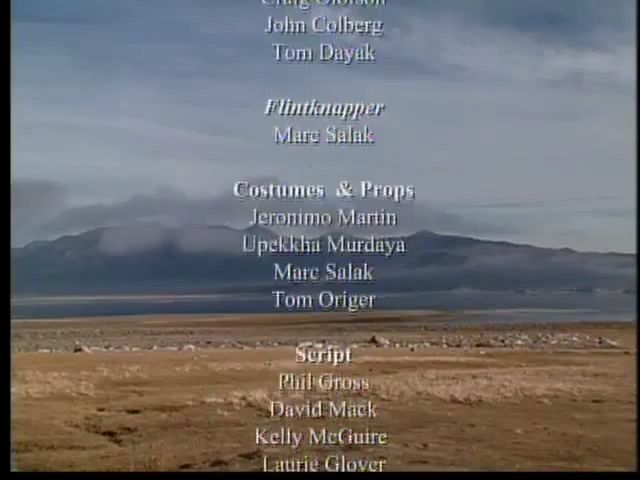 John Colberg
Tom Dayak
Flintknapper
Marc Salak
Costumes & Props
Jeronimo Martin
Upekkha Murdaya
Marc Salak
Tom Origer
Script
Phil Gross
David Mack
Kelly McGuire
Laurie Glover